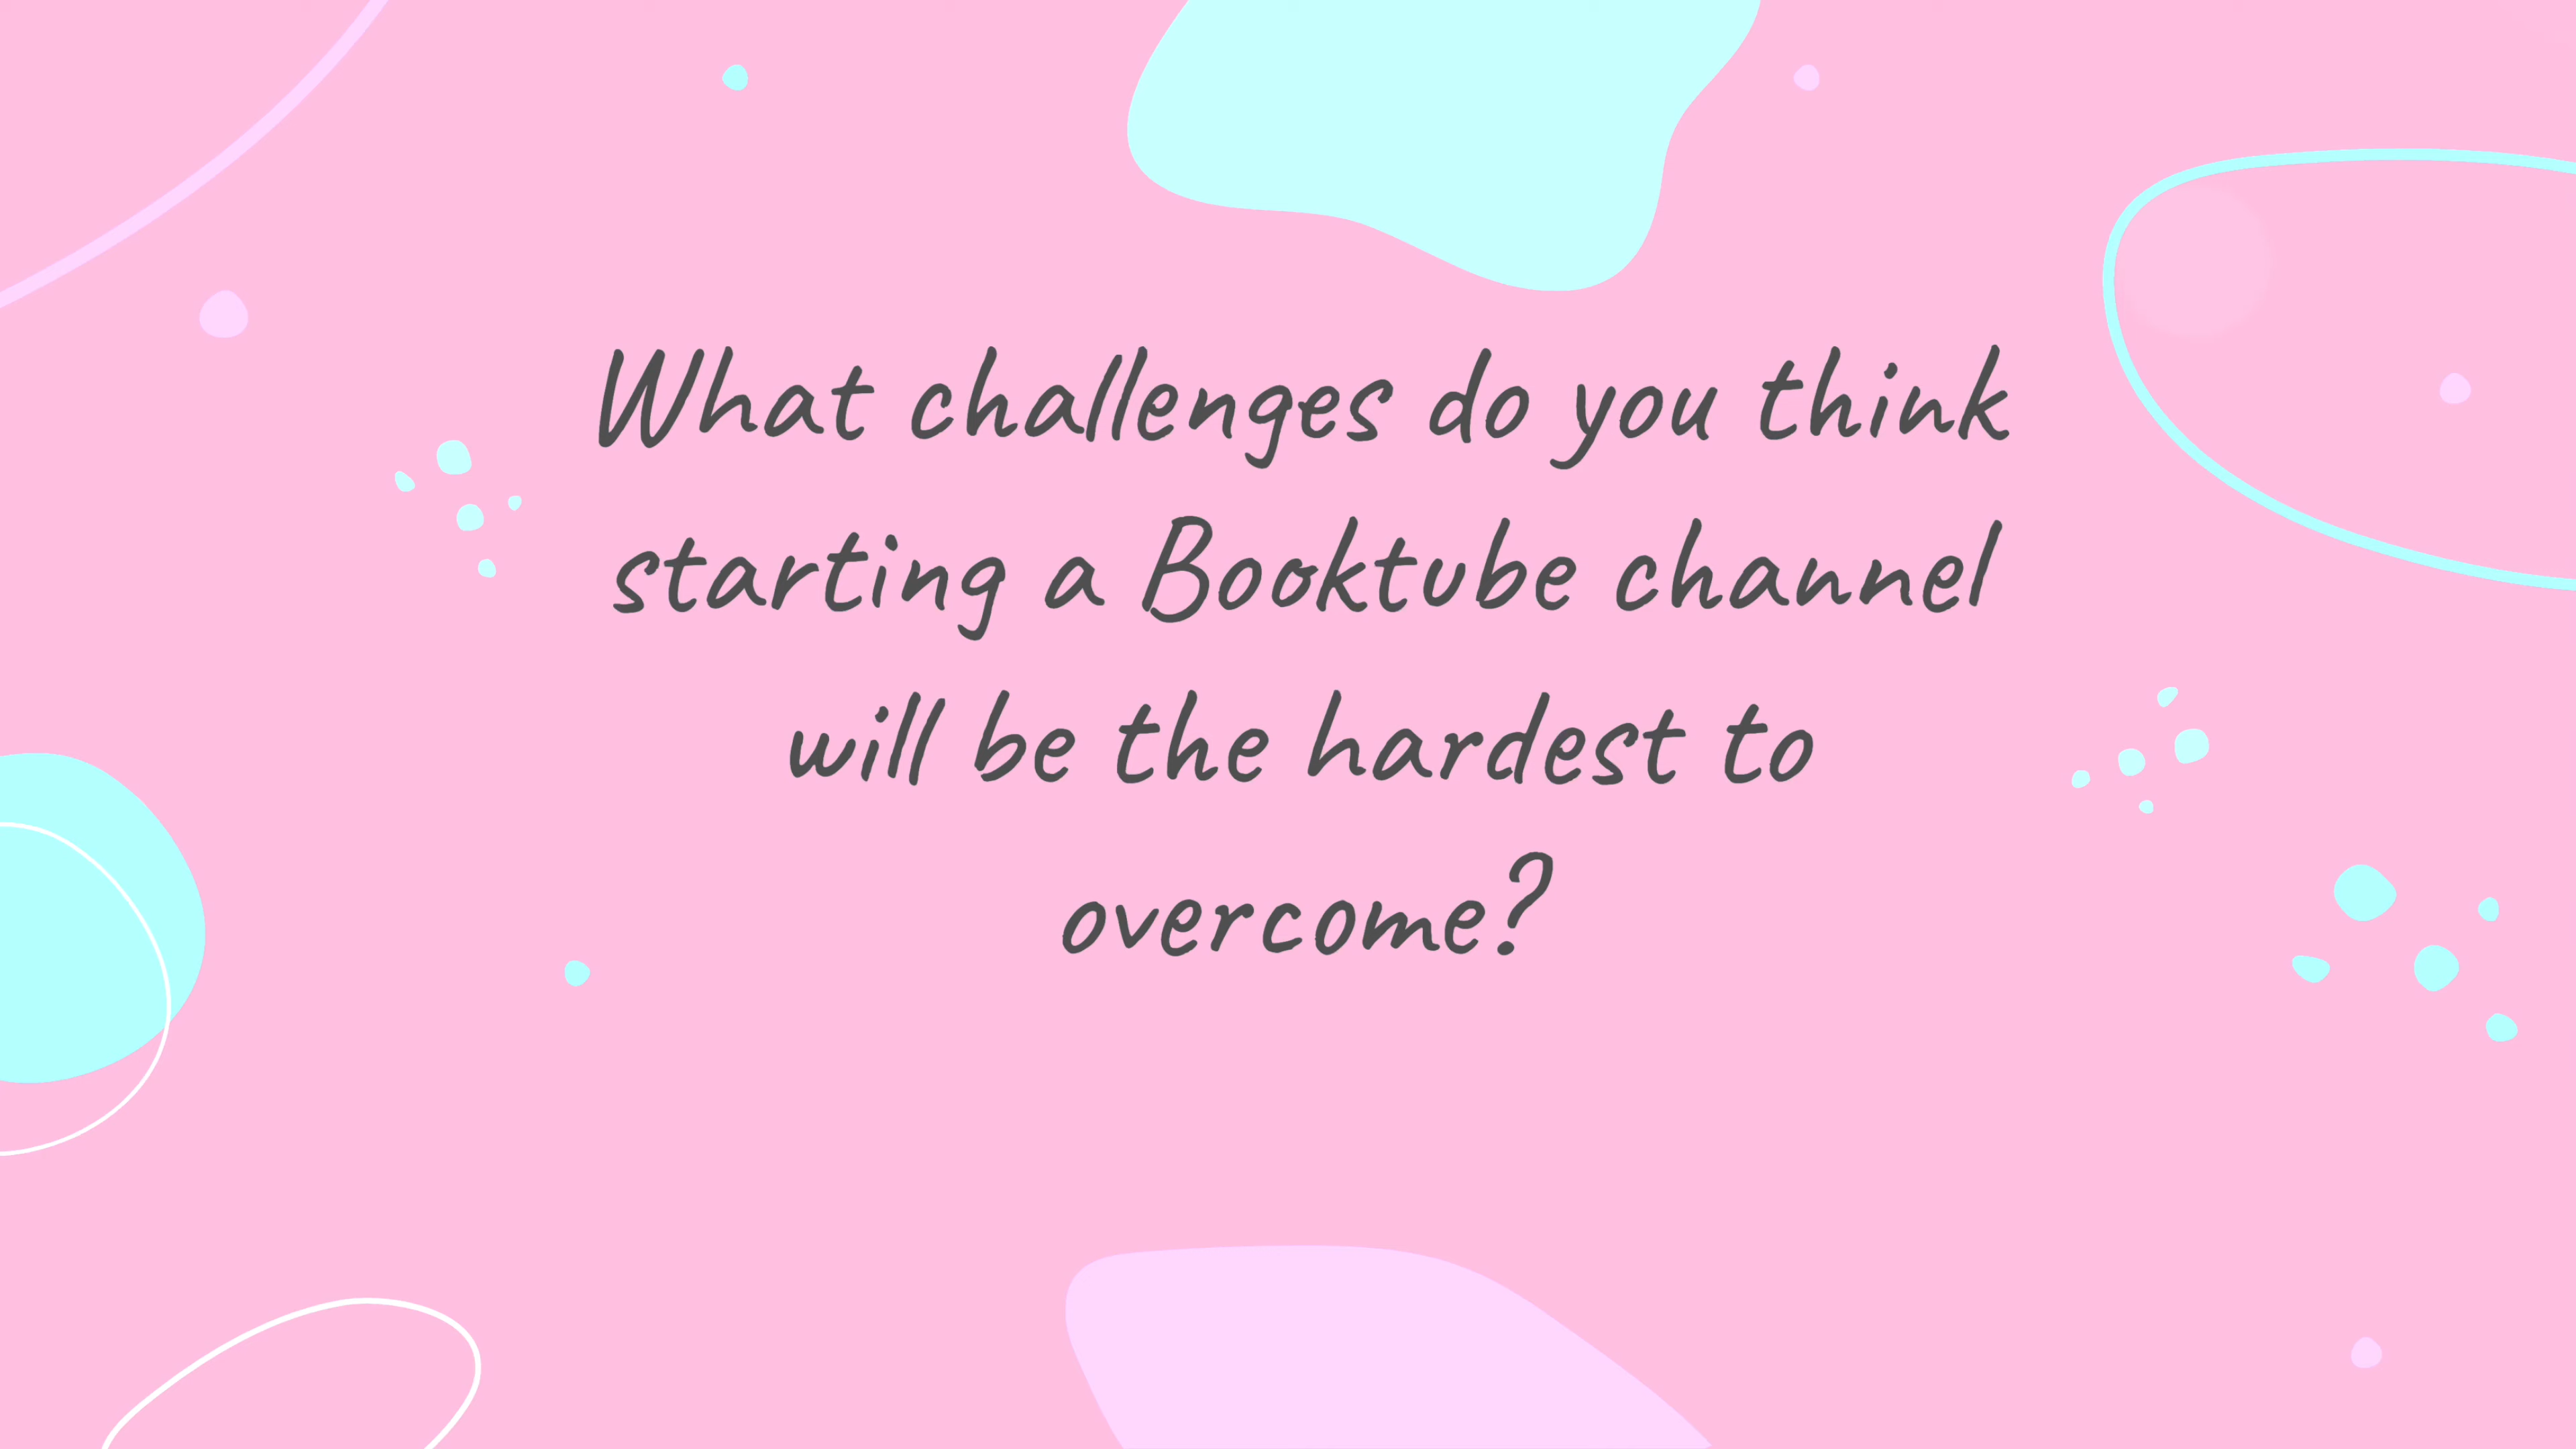 What challenges do you think
starting a Booktube channel
will be the hardest to
overcome?